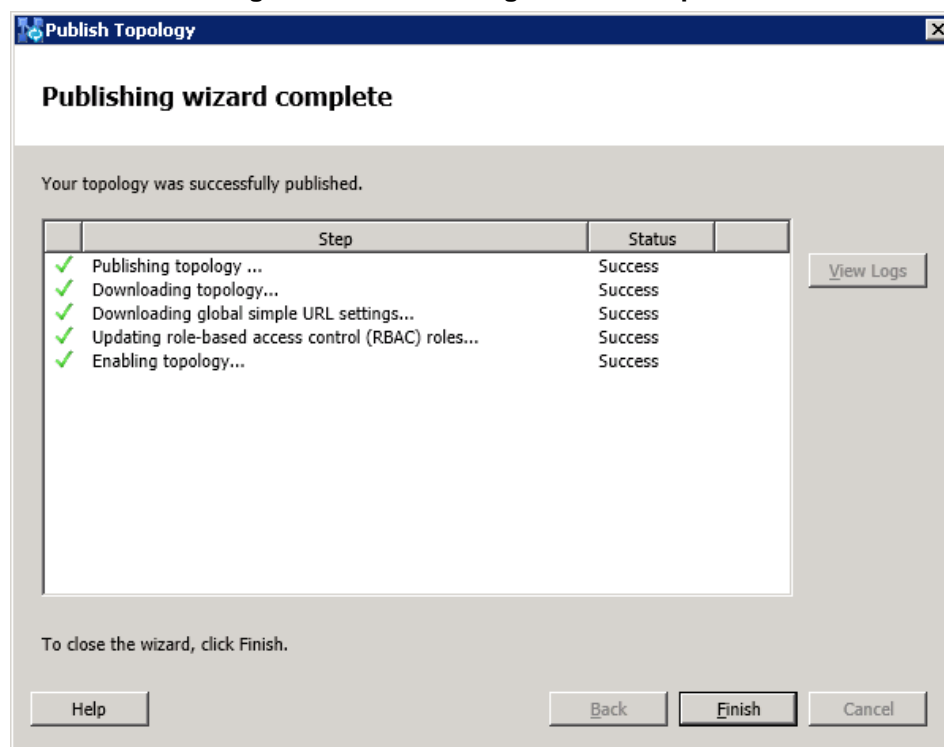 Publish Topology
Publishing wizard complete
Your topology was successfully published.
Step Status
Publishing topology ... Success
Downloading topology... Success
Downloading global simple URL settings... Success
Updating role-based access control (RBAC) roles... Success
Enabling topology... Success
View Logs
To close the wizard, click Finish.
Help Back Finish Cancel